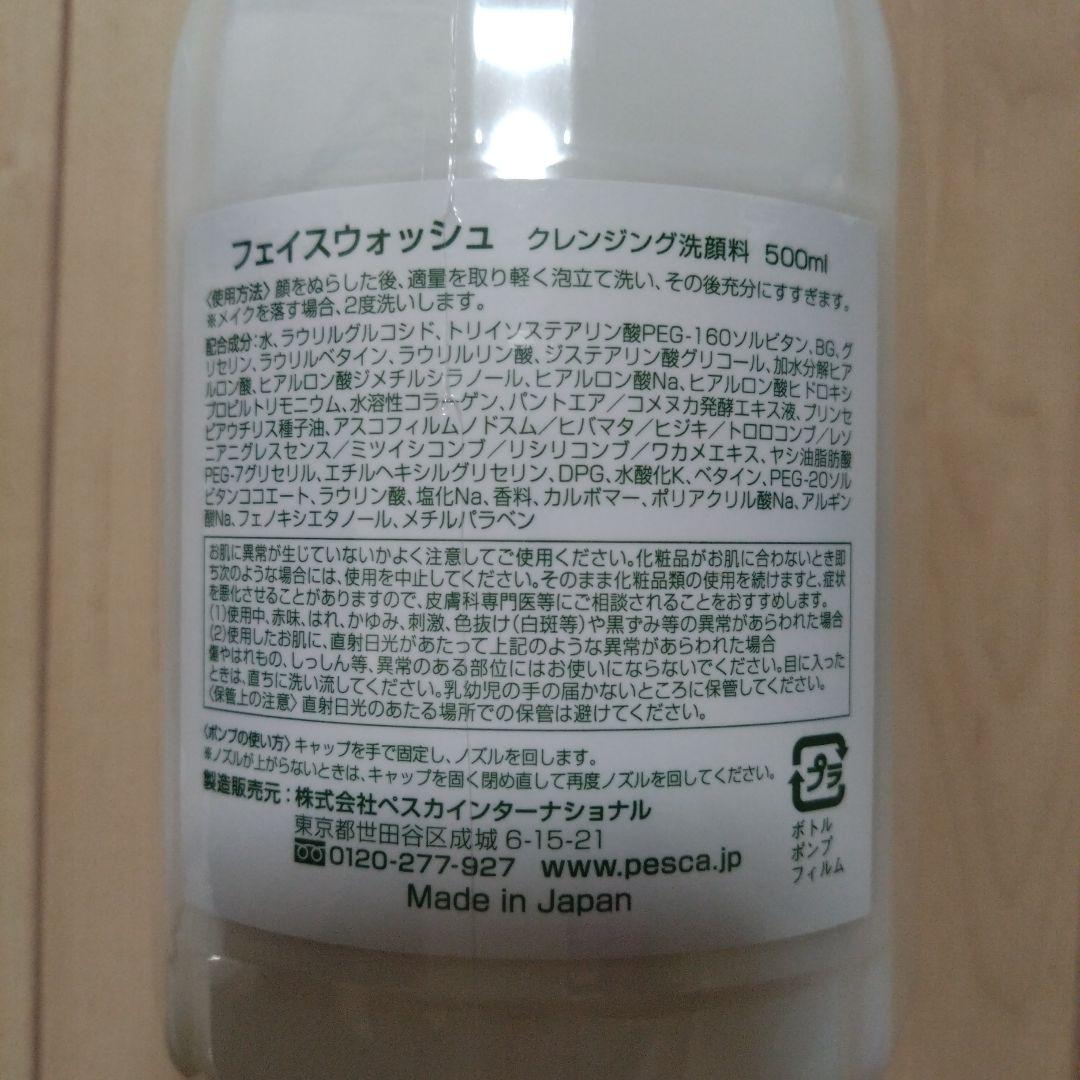 フェイスウォッシュ クレンジング洗顔料 500ml
〈使用方法〉顔をぬらした後、適量を取り軽く泡立て洗い、その後充分にすすぎます。
※メイクを落す場合、2度洗いします。
配合成分:水、ラウリルグルコシド、トリイソステアリン酸PEG-160ソルビタン、BG、グ
リセリン、ラウリルベタイン、ラウリルリン酸、ジステアリン酸グリコール、加水分解ヒア
ルロン酸、ヒアルロン酸ジメチルシラノール、ヒアルロン酸Na、ヒアルロン酸ヒドロキシ
プロピルトリモニウム、水溶性コラーゲン、パントエア/コメヌカ発酵エキス液、プリンセ
ピアウチリス種子油、アスコフィルムノドスム/ヒバマタ/ヒジキ/トロロコンブ/レソ
ニアニグレスセンス/ミツイシコンブ/リシリコンブ/ワカメエキス、ヤシ油脂肪酸
PEG-7グリセリル、エチルヘキシルグリセリン、DPG、水酸化K、ベタイン、PEG-20ソル
ビタンココエート、ラウリン酸、塩化Na、香料、カルボマー、ポリアクリル酸Na、アルギン
酸Na、フェノキシエタノール、メチルパラベン
お肌に異常が生じていないかよく注意してご使用ください。化粧品がお肌に合わないとき即
ち次のような場合には、使用を中止してください。そのまま化粧品類の使用を続けますと、症状
を悪化させることがありますので、皮膚科専門医等にご相談されることをおすすめします。
(1)使用中、赤味、はれ、かゆみ、刺激、色抜け(白斑等)や黒ずみ等の異常があらわれた場合
(2)使用したお肌に、直射日光があたって上記のような異常があらわれた場合
傷やはれもの、しっしん等、異常のある部位にはお使いにならないでください。目に入った
ときは、直ちに洗い流してください。乳幼児の手の届かないところに保管してください。
〈保管上の注意〉直射日光のあたる場所での保管は避けてください。
〈ポンプの使い方〉キャップを手で固定し、ノズルを回します。
※ノズルが上がらないときは、キャップを固く閉め直して再度ノズルを回してください。
製造販売元:株式会社ペスカインターナショナル
東京都世田谷区成城6-15-21
0120-277-927 www.pesca.jp
Made in Japan
プラ
ボトル
ポンプ
フィルム